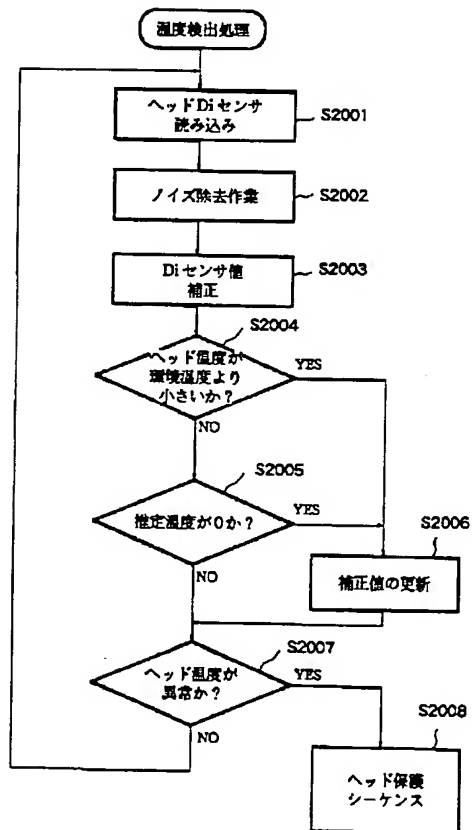 温度検出処理
ヘッドDiセンサ
読み込み
S2001
ノイズ除去作業
S2002
Diセンサ値
補正
S2003
S2004
ヘッド温度が
環境温度より
小さいか?
YES
NO
S2005
推定温度が0か?
YES
NO
S2006
補正値の更新
S2007
ヘッド温度が
異常か?
YES
NO
S2008
ヘッド保護
シーケンス